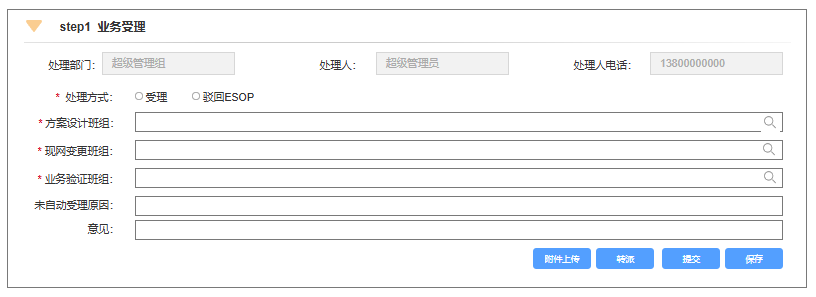 step1 业务受理
处理部门： 超级管理组 处理人： 超级管理员 处理人电话： 13800000000
* 处理方式： 受理 驳回ESOP
* 方案设计班组：
* 现网变更班组：
* 业务验证班组：
未自动受理原因：
意见：
附件上传 转派 提交 保存